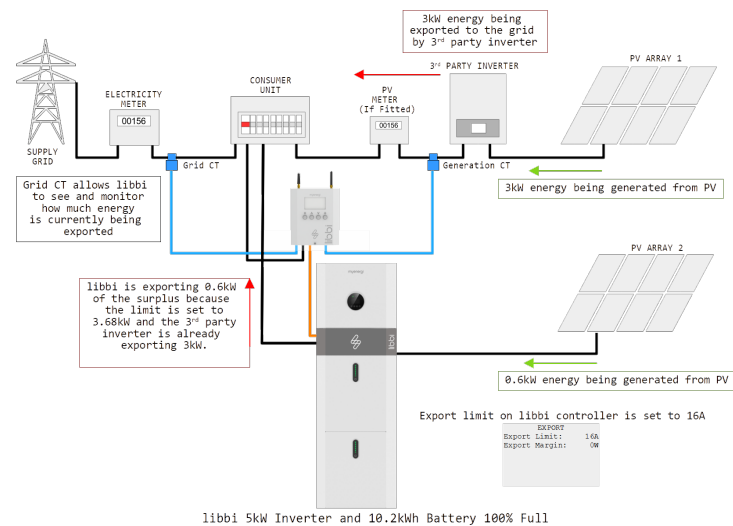 3kW energy being
exported to the grid
by 3rd party inverter
3rd PARTY INVERTER
PV ARRAY 1
ELECTRICITY
METER
00156
CONSUMER
UNIT
PV
METER
(If Fitted)
00156
SUPPLY
GRID
Grid CT
Generation CT
Grid CT allows libbi
to see and monitor
how much energy
is currently being
exported
3kW energy being generated from PV
libbi
PV ARRAY 2
libbi is exporting 0.6kW
of the surplus because
the limit is set to
3.68kW and the 3rd party
inverter is already
exporting 3kW.
libbi
0.6kW energy being generated from PV
Export limit on libbi controller is set to 16A
EXPORT
Export Limit: 16A
Export Margin: 0W
libbi 5kW Inverter and 10.2kWh Battery 100% Full